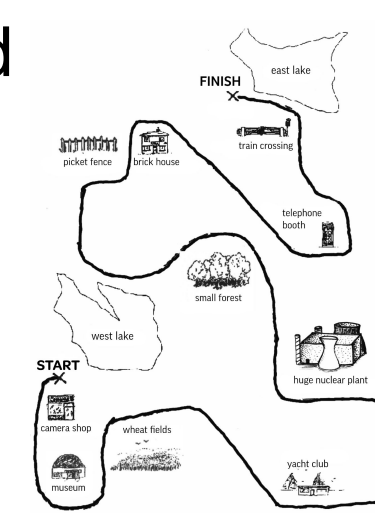 d
east lake
FINISH
train crossing
picket fence
brick house
telephone
booth
small forest
west lake
START
huge nuclear plant
camera shop
wheat fields
yacht club
museum